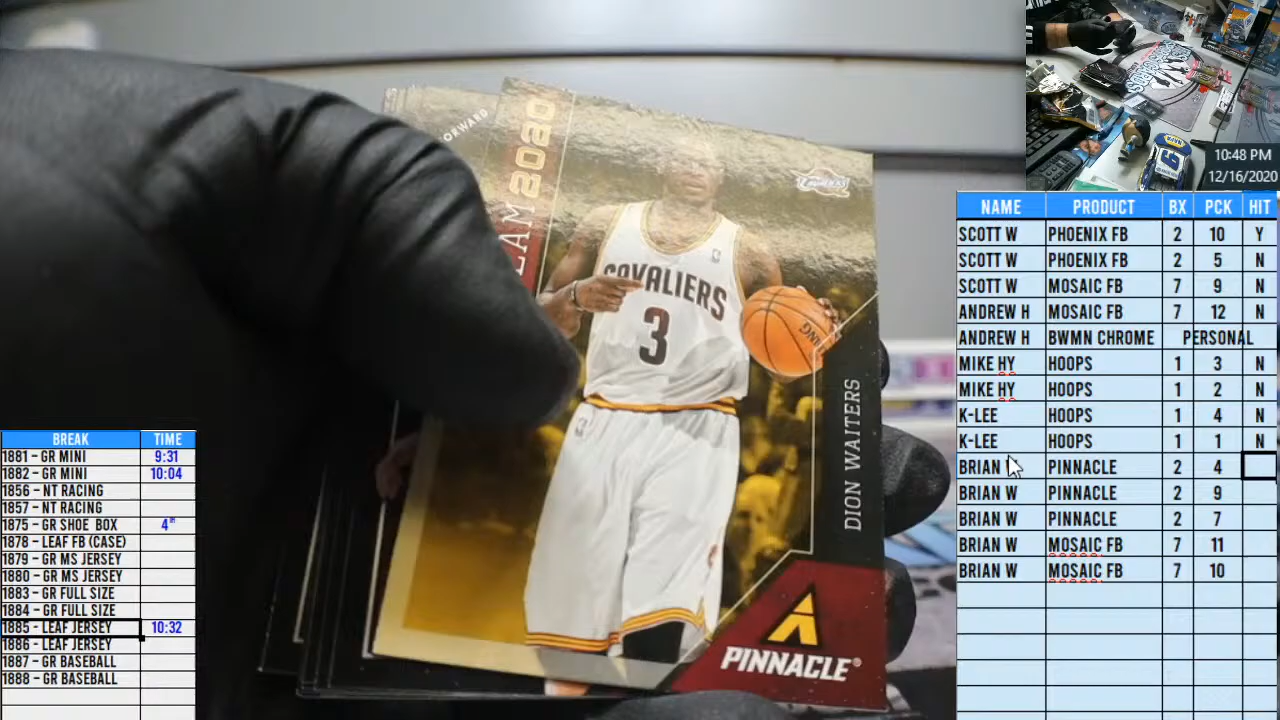 10:48 PM
12/16/2020
FORWARD
CAVALIERS
CAVALIERS
3
DION WAITERS
PINNACLE®
NAME PRODUCT BX PCK HIT
SCOTT W PHOENIX FB 2 10 Y
SCOTT W PHOENIX FB 2 5 N
SCOTT W MOSAIC FB 7 9 N
ANDREW H MOSAIC FB 7 12 N
ANDREW H BWMN CHROME PERSONAL
MIKE HY HOOPS 1 3 N
MIKE HY HOOPS 1 2 N
K-LEE HOOPS 1 4 N
K-LEE HOOPS 1 1 N
BRIAN W PINNACLE 2 4
BRIAN W PINNACLE 2 9
BRIAN W PINNACLE 2 7
BRIAN W MOSAIC FB 7 11
BRIAN W MOSAIC FB 7 10
BREAK TIME
1881 – GR MINI 9:31
1882 – GR MINI 10:04
1856 – NT RACING
1857 – NT RACING
1875 – GR SHOE BOX 4TH
1878 – LEAF FB (CASE)
1879 – GR MS JERSEY
1880 – GR MS JERSEY
1883 – GR FULL SIZE
1884 – GR FULL SIZE
1885 – LEAF JERSEY 10:32
1886 – LEAF JERSEY
1887 – GR BASEBALL
1888 – GR BASEBALL